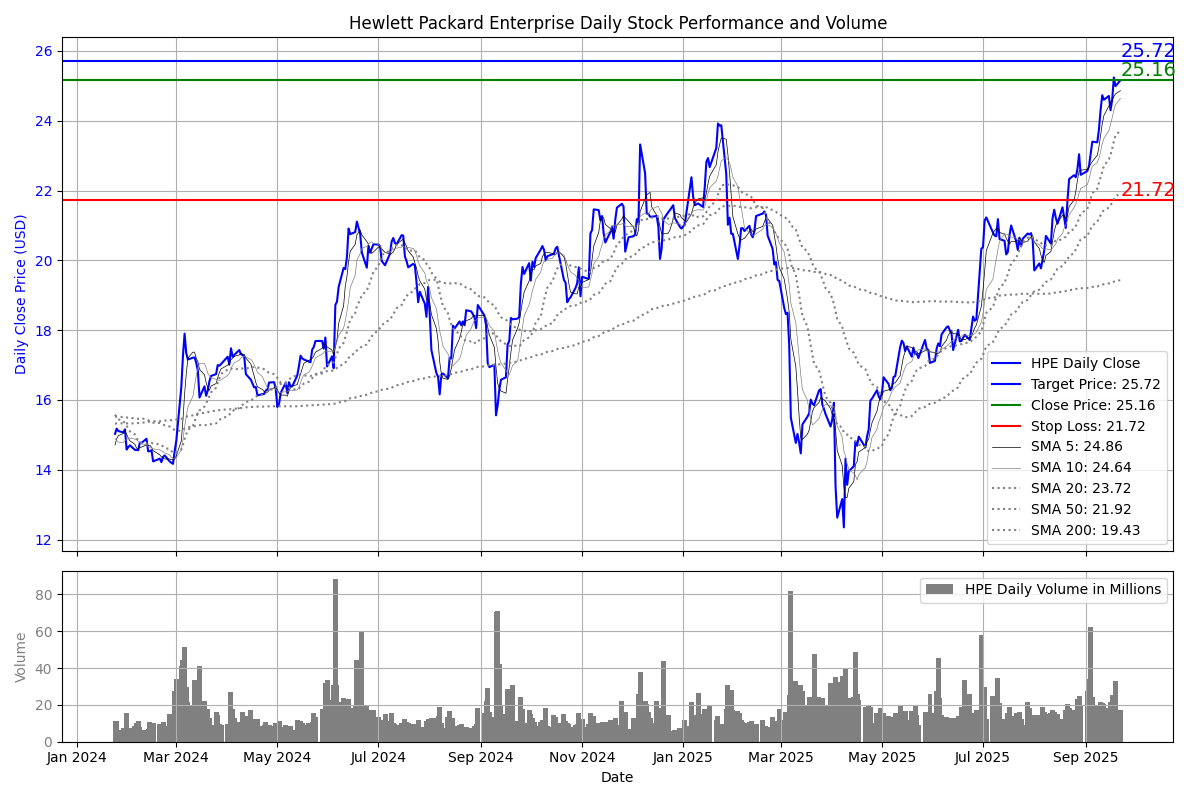 Hewlett Packard Enterprise Daily Stock Performance and Volume
26
24
22
20
18
16
14
12
Daily Close Price (USD)
25.72
25.16
21.72
HPE Daily Close
Target Price: 25.72
Close Price: 25.16
Stop Loss: 21.72
SMA 5: 24.86
SMA 10: 24.64
SMA 20: 23.72
SMA 50: 21.92
SMA 200: 19.43
80
60
40
20
0
Volume
HPE Daily Volume in Millions
Jan 2024 Mar 2024 May 2024 Jul 2024 Sep 2024 Nov 2024 Jan 2025 Mar 2025 May 2025 Jul 2025 Sep 2025
Date